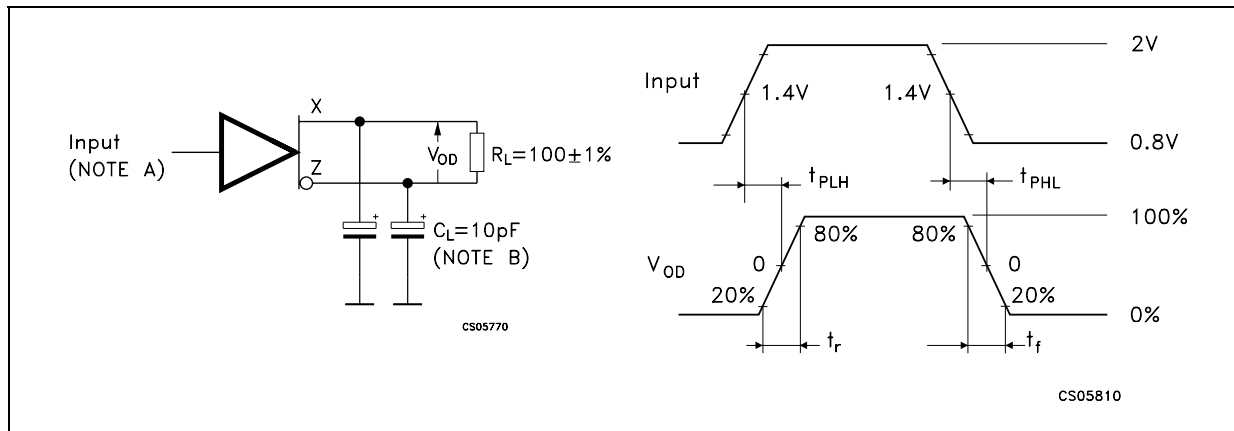 Input
(NOTE A)
X
Z
V_OD
R_L=100±1%
+
+
C_L=10pF
(NOTE B)
CS05770
Input
2V
1.4V
1.4V
0.8V
t_PLH
t_PHL
100%
80%
80%
V_OD
0
0
20%
20%
0%
t_r
t_f
CS05810